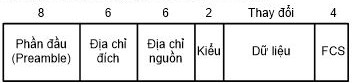 8 6 6 2 Thay đổi 4
Phần đầu Địa chỉ Địa chỉ Kiểu Dữ liệu FCS
(Preamble) đích nguồn